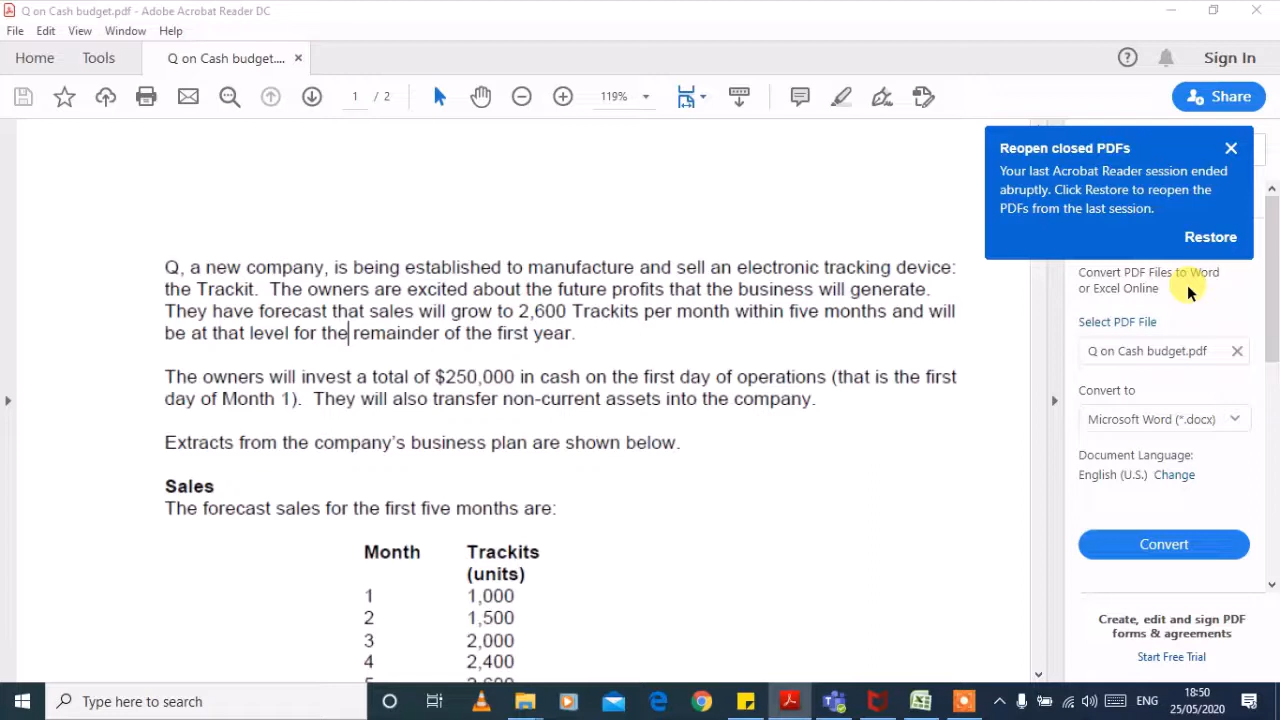 Q on Cash budget.pdf - Adobe Acrobat Reader DC
File Edit View Window Help
Home Tools Q on Cash budget.... × Sign In
1 / 2 119% Share
Reopen closed PDFs
Your last Acrobat Reader session ended
abruptly. Click Restore to reopen the
PDFs from the last session.
Restore
Convert PDF Files to Word
or Excel Online
Select PDF File
Q on Cash budget.pdf
Convert to
Microsoft Word (*.docx)
Document Language:
English (U.S.) Change
Convert
Create, edit and sign PDF
forms & agreements
Start Free Trial
Q, a new company, is being established to manufacture and sell an electronic tracking device:
the Trackit. The owners are excited about the future profits that the business will generate.
They have forecast that sales will grow to 2,600 Trackits per month within five months and will
be at that level for the remainder of the first year.
The owners will invest a total of $250,000 in cash on the first day of operations (that is the first
day of Month 1). They will also transfer non-current assets into the company.
Extracts from the company's business plan are shown below.
Sales
The forecast sales for the first five months are:
Month Trackits
(units)
1 1,000
2 1,500
3 2,000
4 2,400
Type here to search
ENG
18:50
25/05/2020